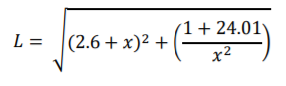 L = √((2.6 + x)² + ((1 + 24.01) / x²))